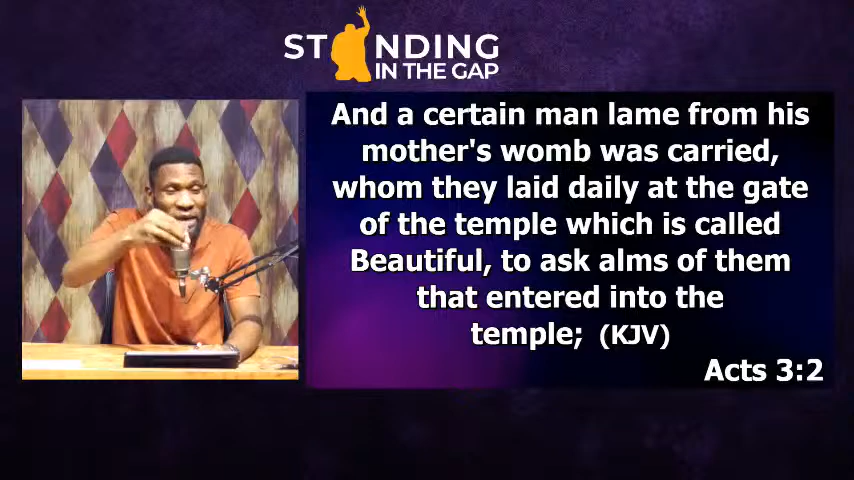 STANDING
IN THE GAP
And a certain man lame from his
mother's womb was carried,
whom they laid daily at the gate
of the temple which is called
Beautiful, to ask alms of them
that entered into the
temple; (KJV)
Acts 3:2